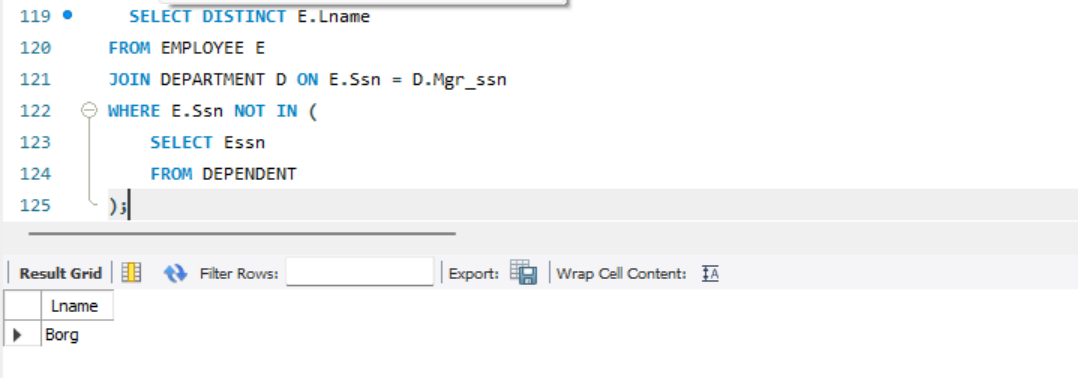 119 SELECT DISTINCT E.Lname
120 FROM EMPLOYEE E
121 JOIN DEPARTMENT D ON E.Ssn = D.Mgr_ssn
122 WHERE E.Ssn NOT IN (
123 SELECT Essn
124 FROM DEPENDENT
125 );
Result Grid Filter Rows: Export: Wrap Cell Content: IA
Lname
Borg